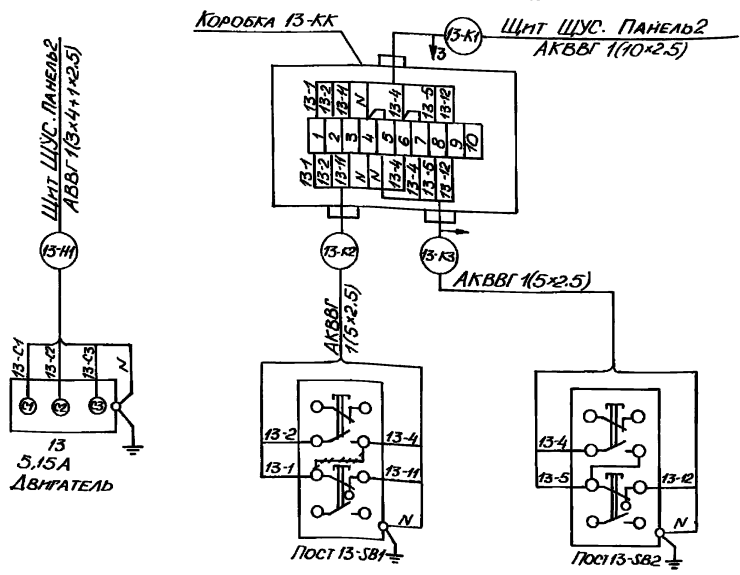 Коробка 13-КК
13-К1
Щит ЩУС. Панель2
АКВВГ 1(10×2.5)
3
13-1
13-2
13-11
N
13-4
13-5
13-12
1
2
3
4
5
6
7
8
9
10
13-1
13-2
13-11
N
N
13-4
13-4
13-5
13-12
Щит ЩУС. Панель2
АВВГ 1(3×4+1×2.5)
13-Н1
13-К2
13-К3
АКВВГ
1(5×2.5)
АКВВГ 1(5×2.5)
13-С1
13-С2
13-С3
N
С1
С2
С3
13
5,15А
Двигатель
13-2
13-4
13-1
13-11
N
Пост 13-SB1
13-4
13-5
13-12
N
Пост 13-SB2